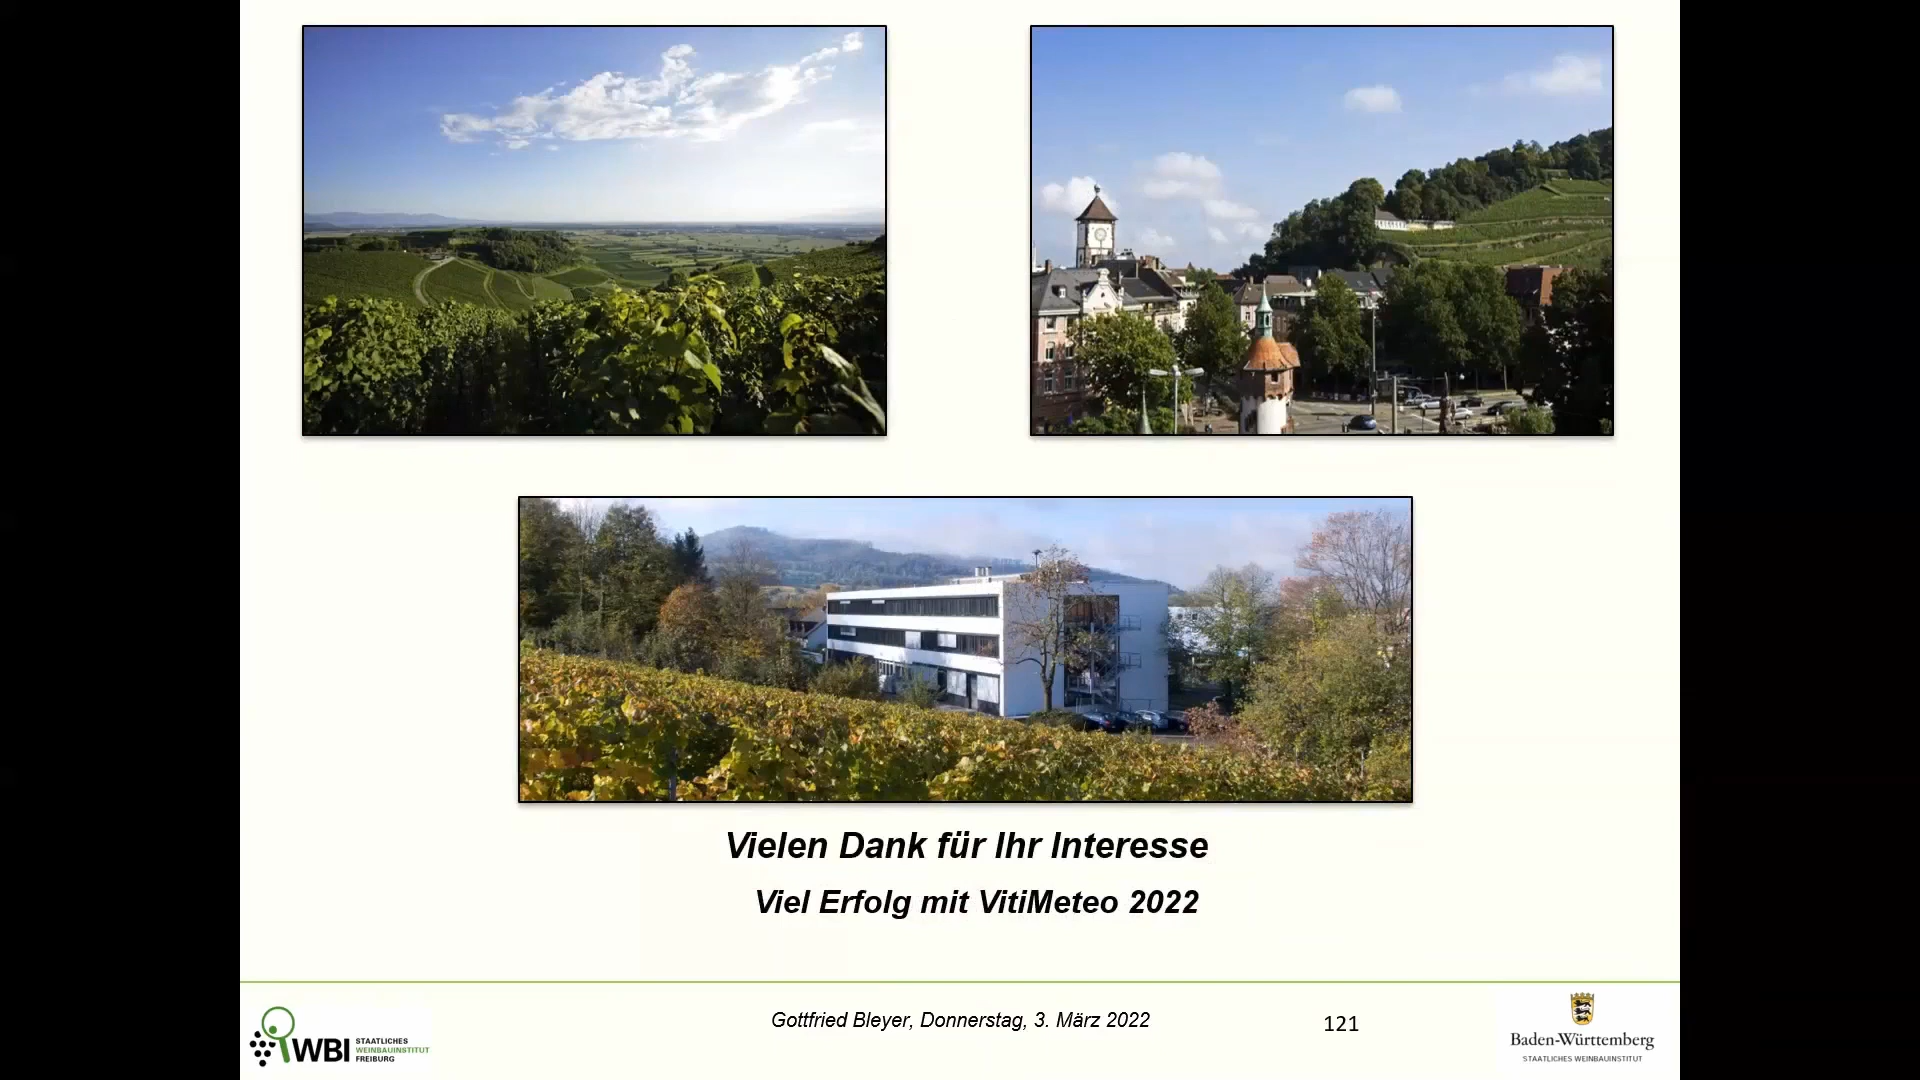 Vielen Dank für Ihr Interesse
Viel Erfolg mit VitiMeteo 2022
WBI
STAATLICHES
WEINBAUINSTITUT
FREIBURG
Gottfried Bleyer, Donnerstag, 3. März 2022
121
Baden-Württemberg
STAATLICHES WEINBAUINSTITUT